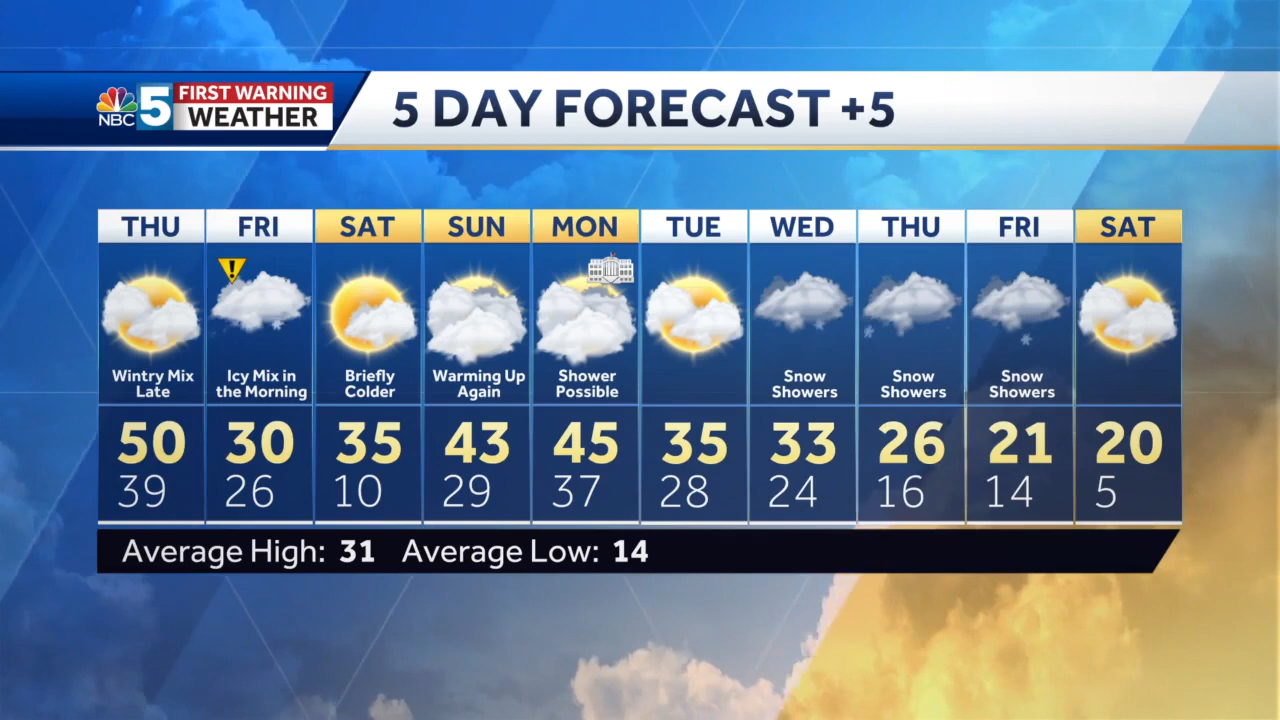 NBC 5 FIRST WARNING
WEATHER
5 DAY FORECAST +5
THU FRI SAT SUN MON TUE WED THU FRI SAT
!
Wintry Mix Icy Mix in Briefly Warming Up Shower Snow Snow Snow
Late the Morning Colder Again Possible Showers Showers Showers
50 30 35 43 45 35 33 26 21 20
39 26 10 29 37 28 24 16 14 5
Average High: 31 Average Low: 14